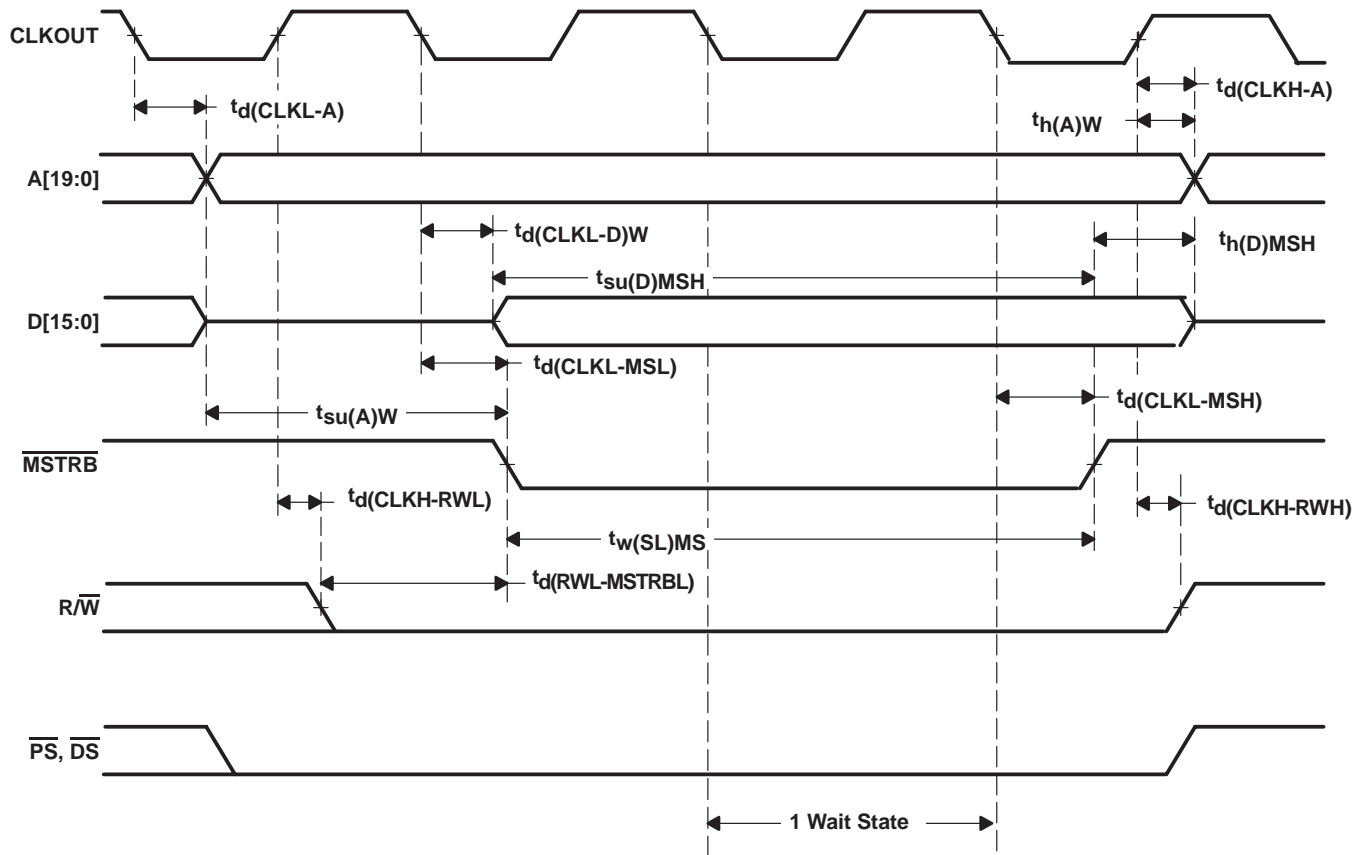 CLKOUT
td(CLKL-A)
td(CLKH-A)
th(A)W
A[19:0]
td(CLKL-D)W
th(D)MSH
tsu(D)MSH
D[15:0]
td(CLKL-MSL)
td(CLKL-MSH)
tsu(A)W
MSTRB
td(CLKH-RWL)
td(CLKH-RWH)
tw(SL)MS
td(RWL-MSTRBL)
R/W
PS, DS
1 Wait State